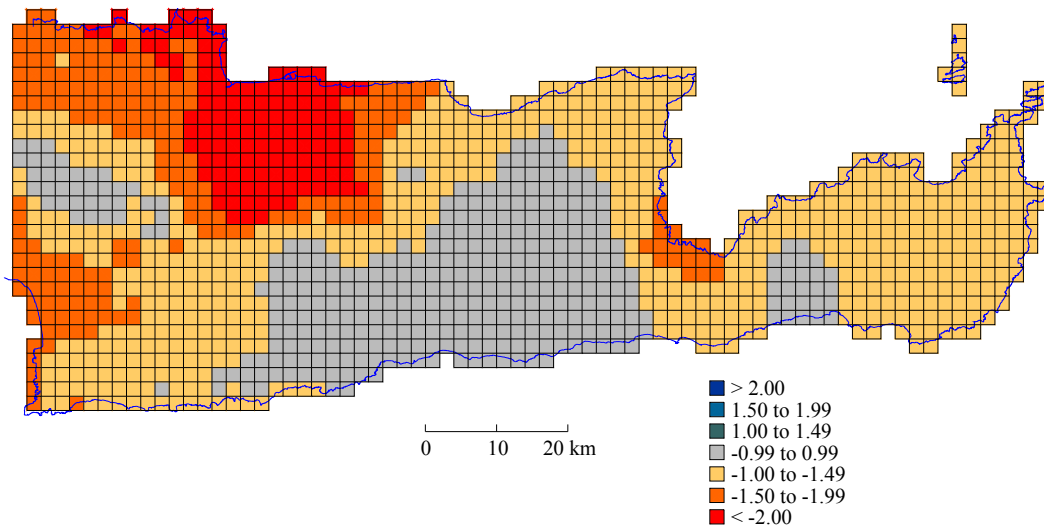 > 2.00
1.50 to 1.99
1.00 to 1.49
-0.99 to 0.99
-1.00 to -1.49
-1.50 to -1.99
< -2.00
0 10 20 km